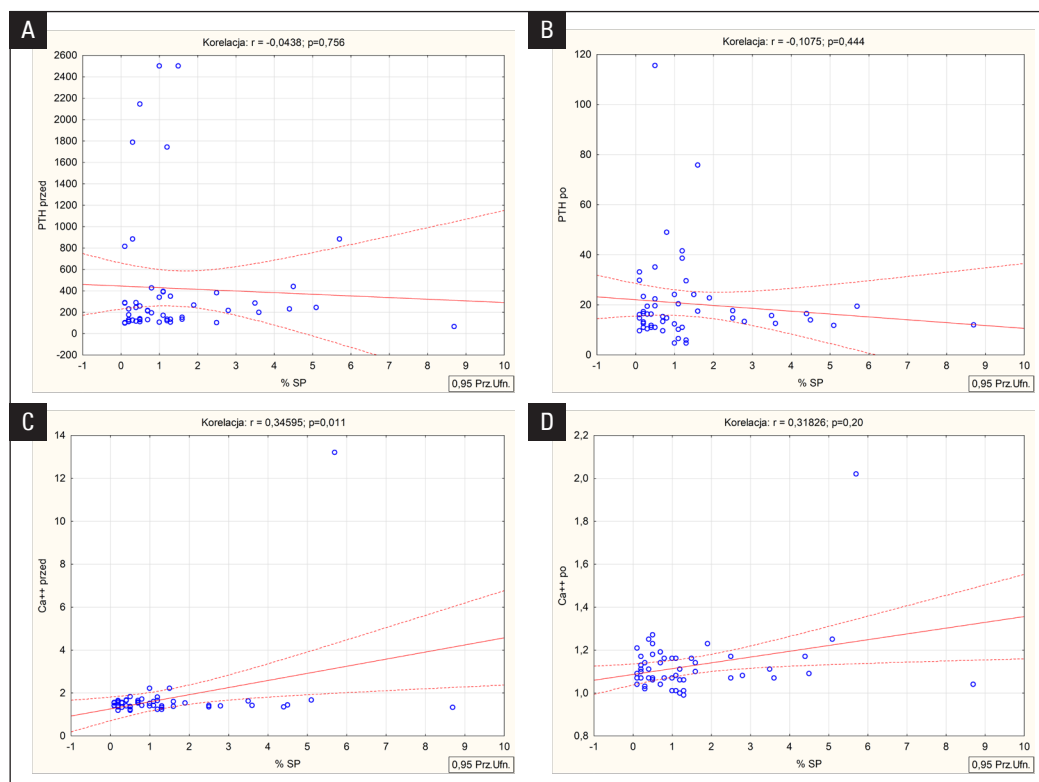 A
Korelacja: r = -0,0438; p=0,756
PTH przed
2600
2400
2200
2000
1800
1600
1400
1200
1000
800
600
400
200
0
-200
-1 0 1 2 3 4 5 6 7 8 9 10
% SP
0,95 Prz.Ufn.
B
Korelacja: r = -0,1075; p=0,444
PTH po
120
100
80
60
40
20
0
-1 0 1 2 3 4 5 6 7 8 9 10
% SP
0,95 Prz.Ufn.
C
Korelacja: r = 0,34595; p=0,011
Ca++ przed
14
12
10
8
6
4
2
0
-1 0 1 2 3 4 5 6 7 8 9 10
% SP
0,95 Prz.Ufn.
D
Korelacja: r = 0,31826; p=0,20
Ca++ po
2,2
2,0
1,8
1,6
1,4
1,2
1,0
0,8
-1 0 1 2 3 4 5 6 7 8 9 10
% SP
0,95 Prz.Ufn.